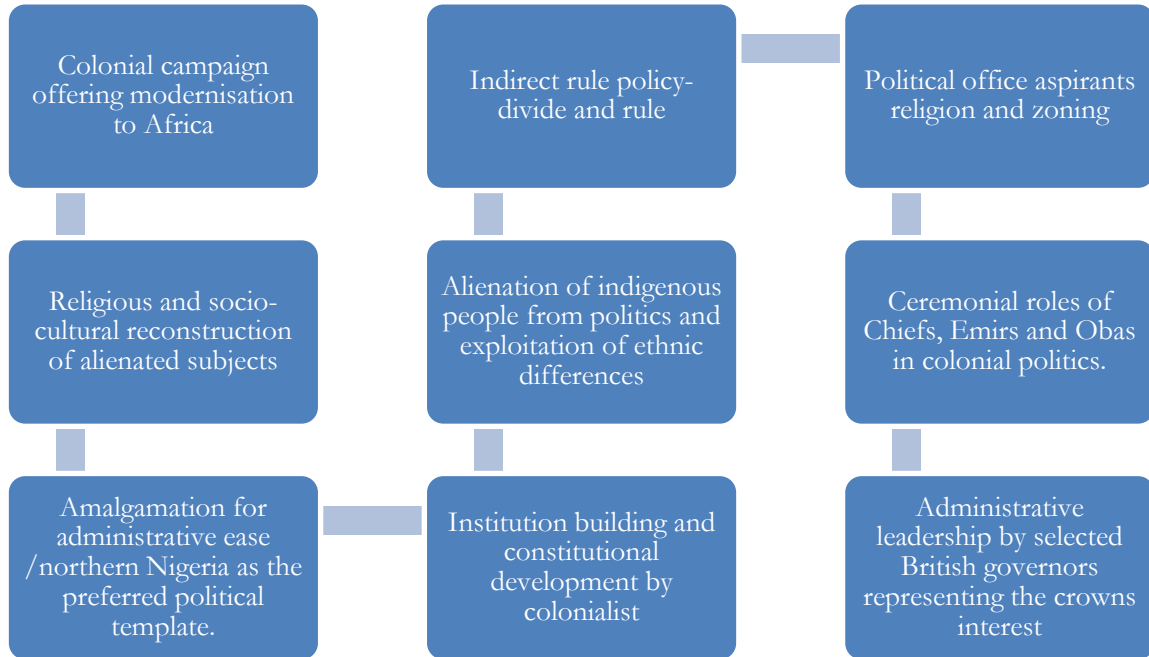 Colonial campaign
offering modernisation
to Africa
Religious and socio-
cultural reconstruction
of alienated subjects
Amalgamation for
administrative ease
/northern Nigeria as the
preferred political
template.
Institution building and
constitutional
development by
colonialist
Alienation of indigenous
people from politics and
exploitation of ethnic
differences
Indirect rule policy-
divide and rule
Political office aspirants
religion and zoning
Ceremonial roles of
Chiefs, Emirs and Obas
in colonial politics.
Administrative
leadership by selected
British governors
representing the crowns
interest